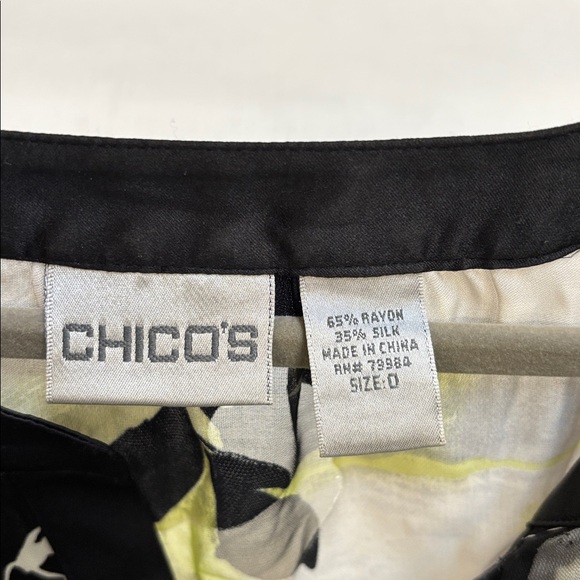 CHICO'S
65% RAYON
35% SILK
MADE IN CHINA
RN# 79984
SIZE: 0